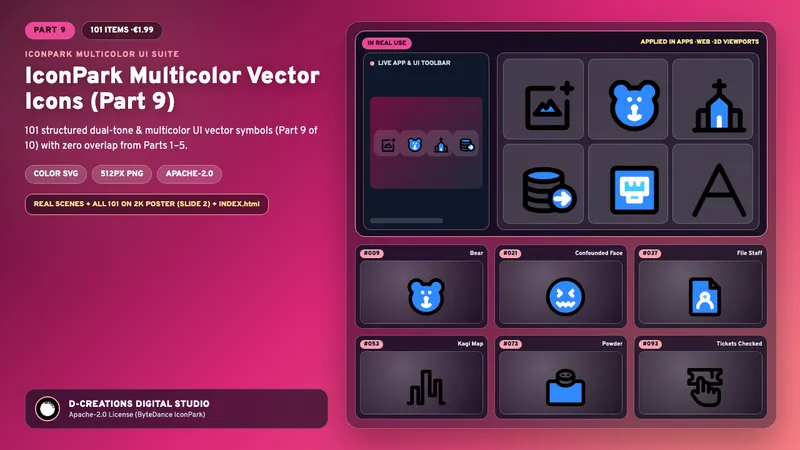 PART 9
101 ITEMS · €1.99
ICONPARK MULTICOLOR UI SUITE
IconPark Multicolor Vector
Icons (Part 9)
101 structured dual-tone & multicolor UI vector symbols (Part 9 of
10) with zero overlap from Parts 1–5.
COLOR SVG
512PX PNG
APACHE-2.0
REAL SCENES + ALL 101 ON 2K POSTER (SLIDE 2) + INDEX.html
D-CREATIONS DIGITAL STUDIO
Apache-2.0 License (ByteDance IconPark)
IN REAL USE
APPLIED IN APPS · WEB · 3D VIEWPORTS
LIVE APP & UI TOOLBAR
#009
Bear
#021
Confounded Face
#037
File Staff
#053
Kagi Map
#073
Powder
#093
Tickets Checked